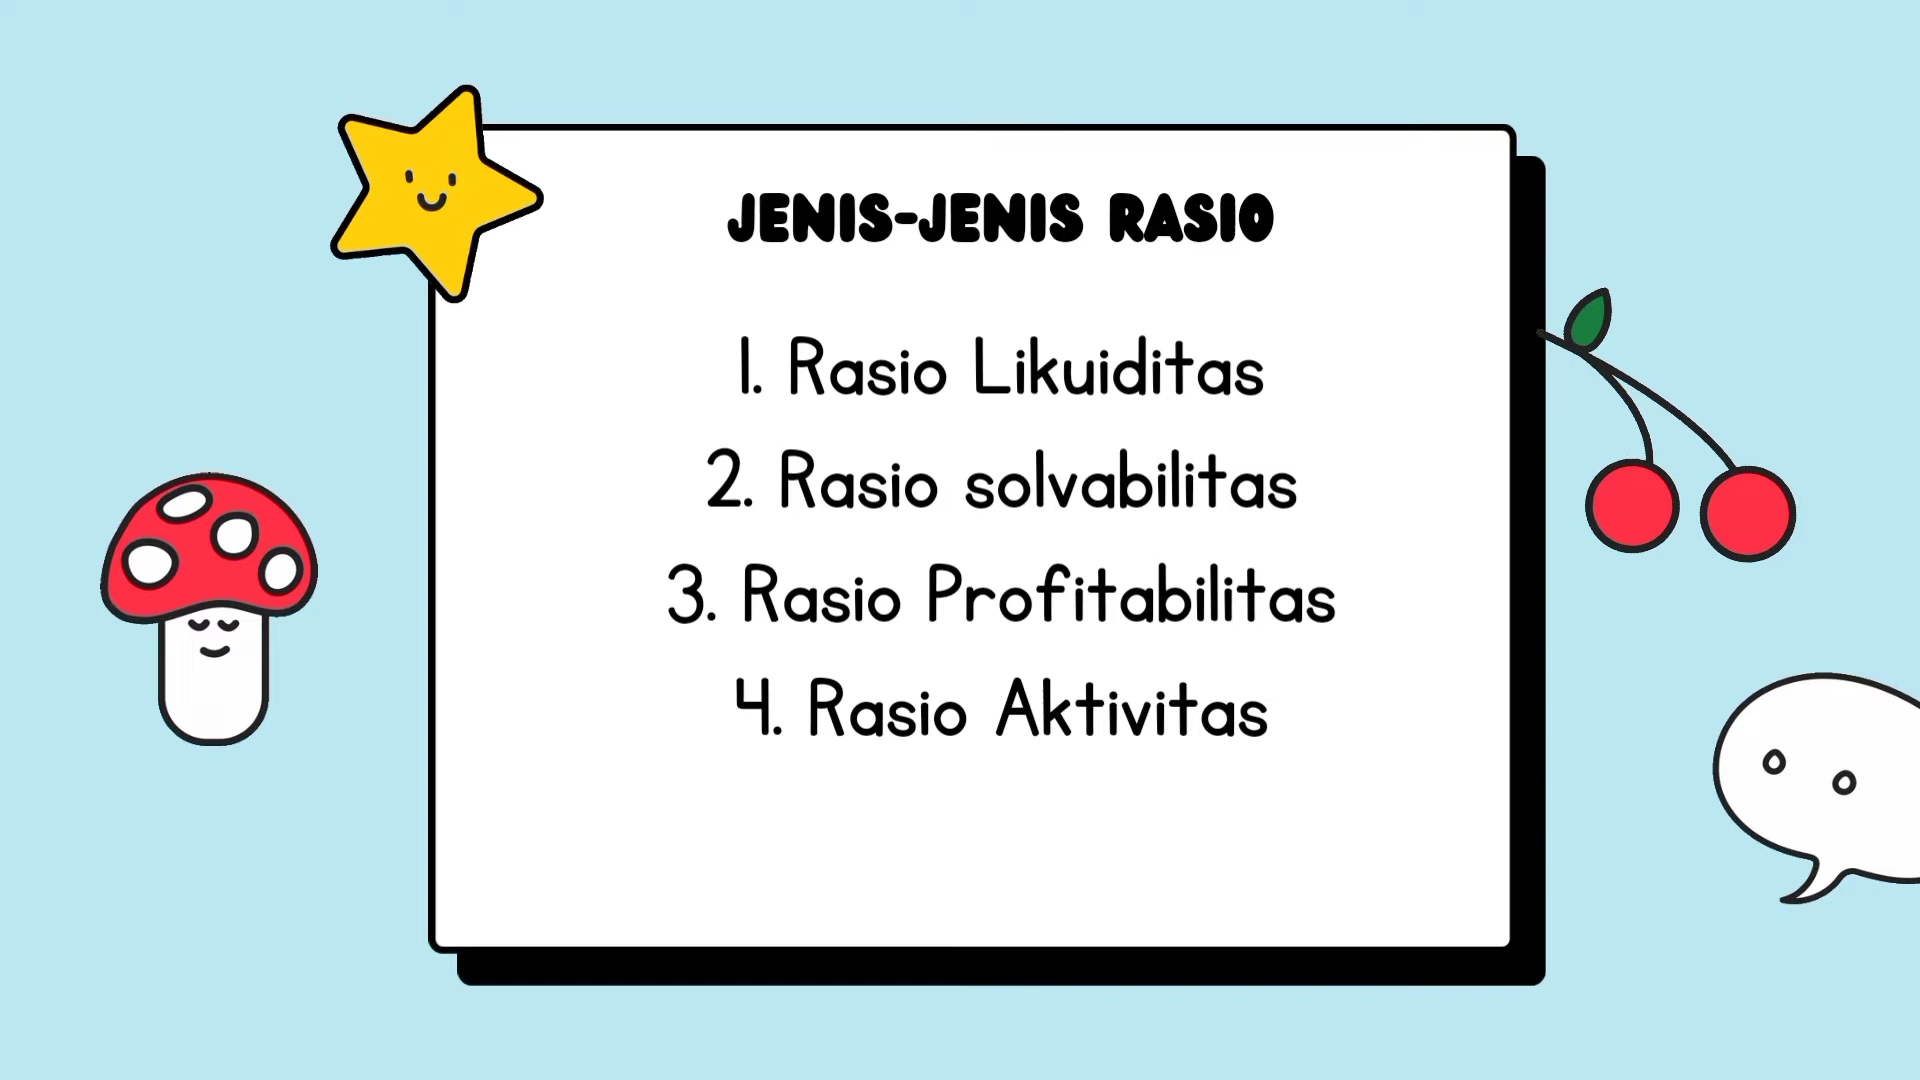 JENIS-JENIS RASIO
1. Rasio Likuiditas
2. Rasio solvabilitas
3. Rasio Profitabilitas
4. Rasio Aktivitas